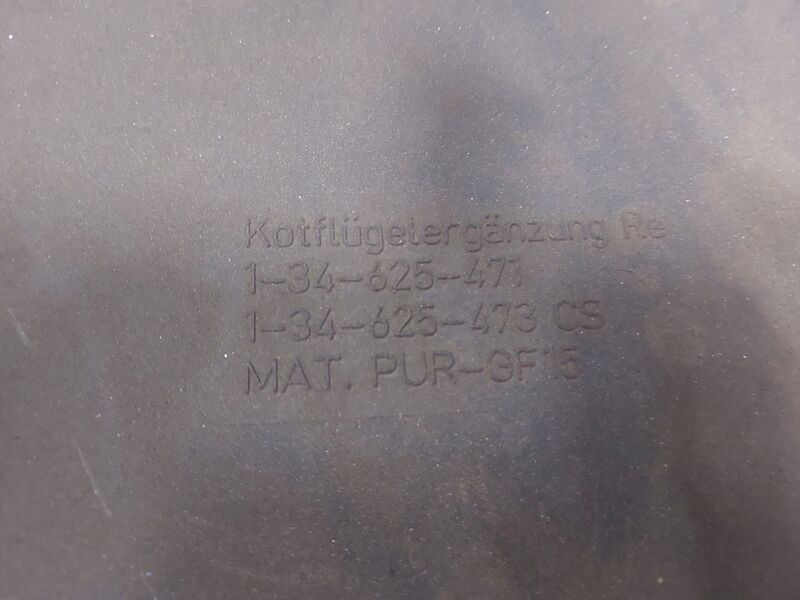 Kotflügelergänzung Re
1-34-625-471
1-34-625-473 CS
MAT. PUR-GF15